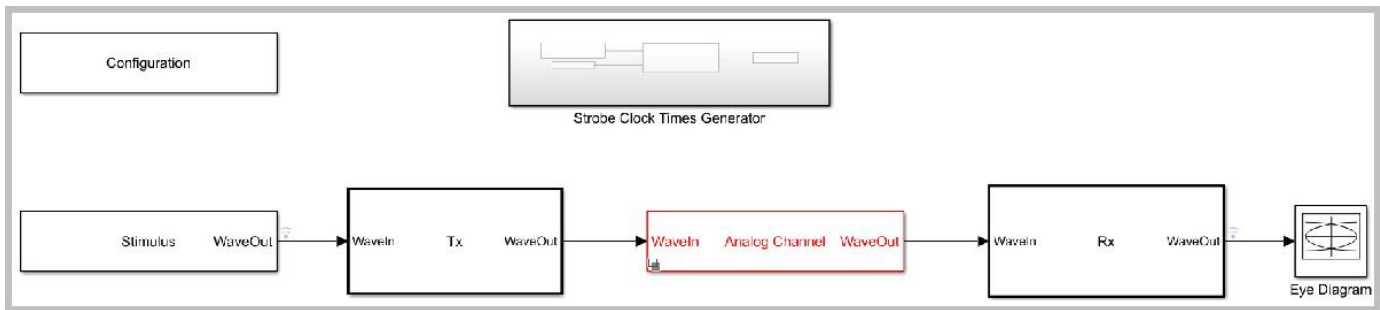 Configuration
Strobe Clock Times Generator
Stimulus WaveOut
WaveIn Tx WaveOut
WaveIn Analog Channel WaveOut
WaveIn Rx WaveOut
Eye Diagram